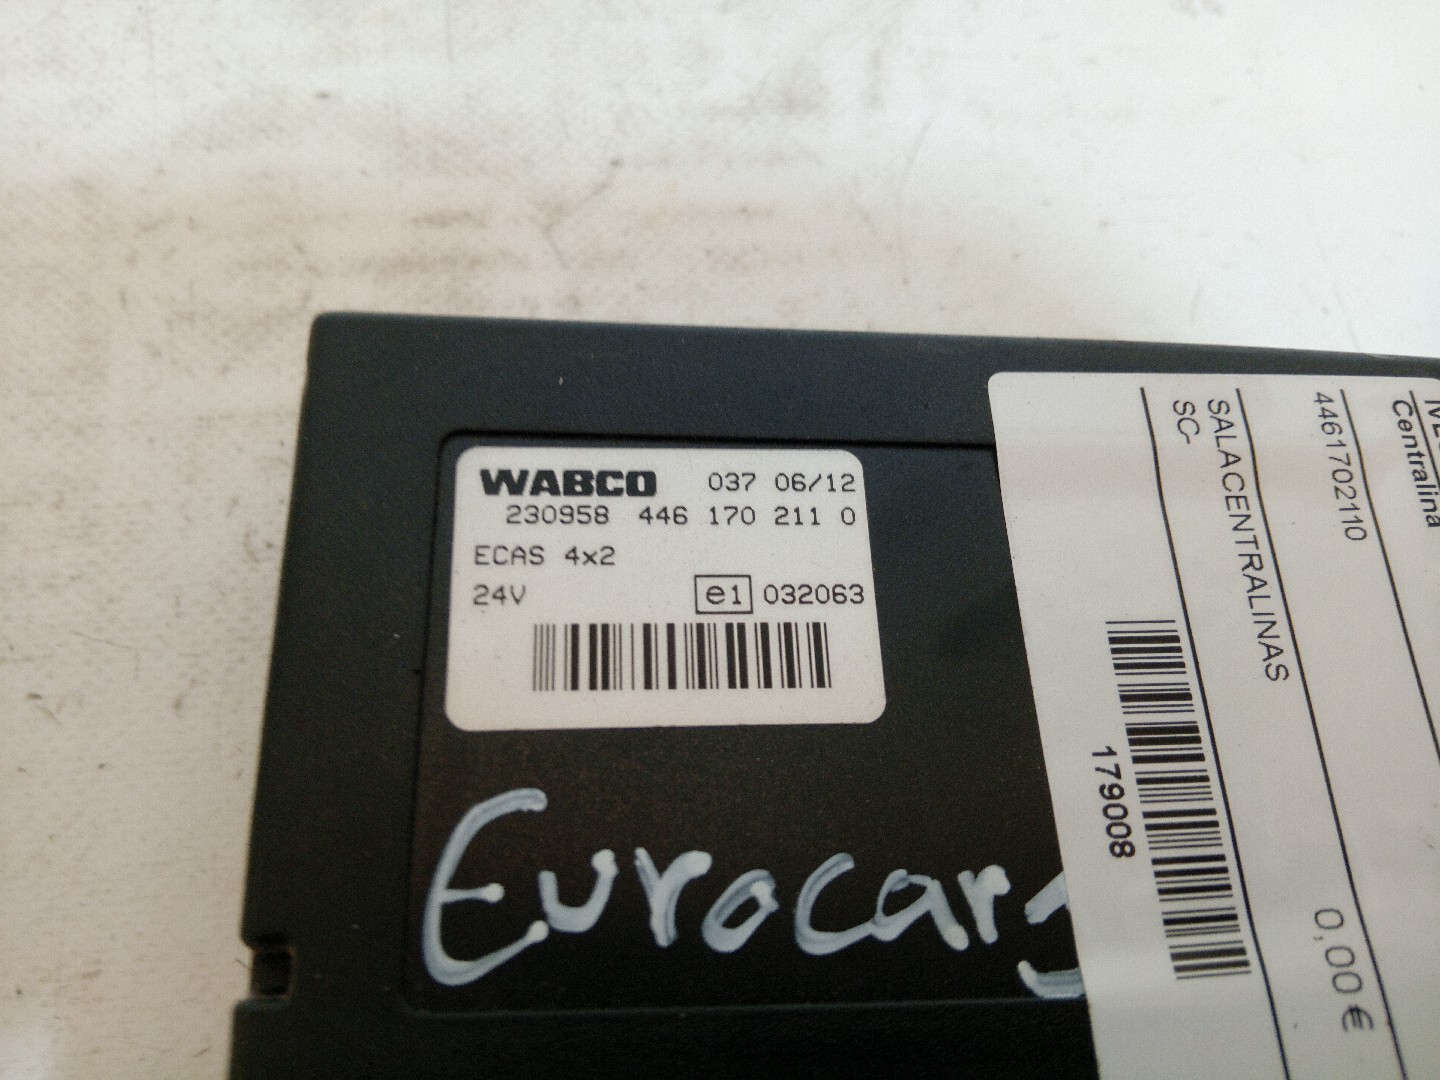 WABCO 037 06/12
230958 446 170 211 0
ECAS 4x2
24V e1 032063
Eurocarg
Centralina
4461702110
0,00 €
SALACENTRALINAS
SC-
179008